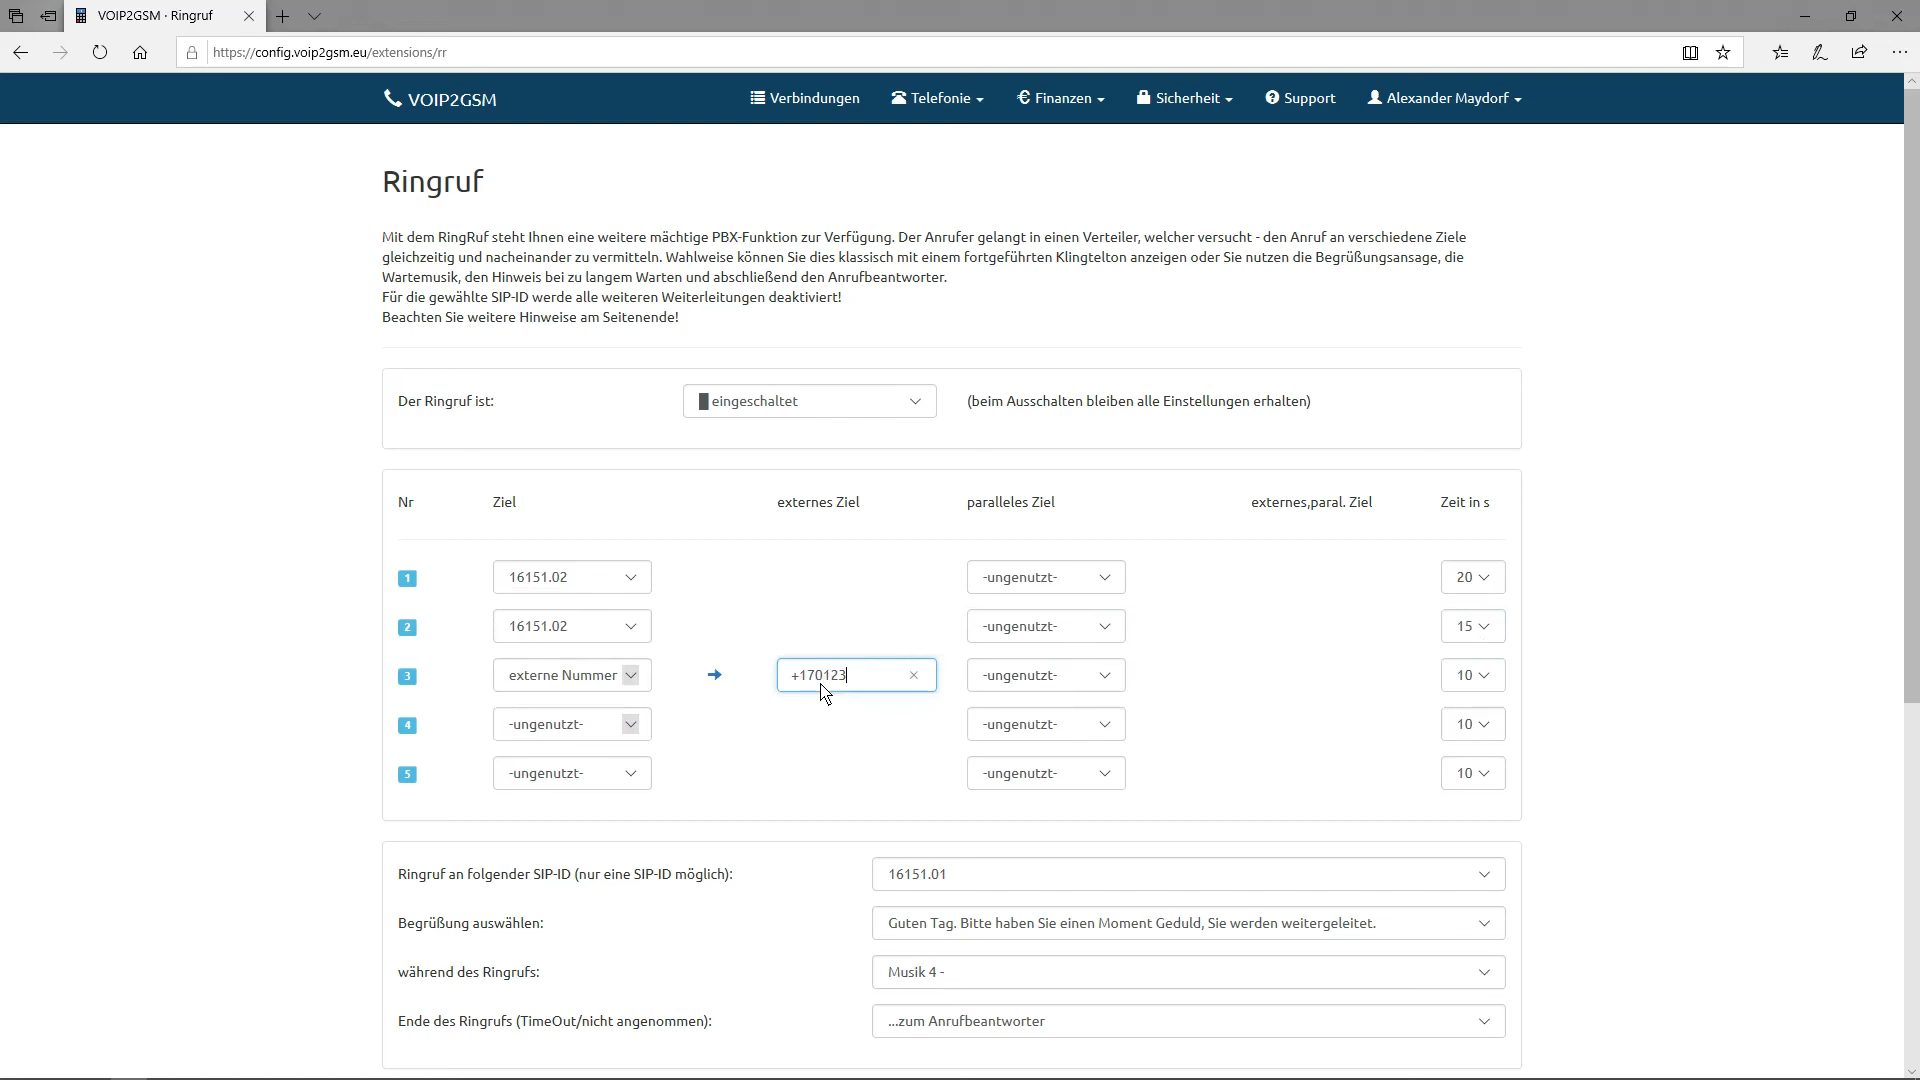 VOIP2GSM · Ringruf
https://config.voip2gsm.eu/extensions/rr
VOIP2GSM
Verbindungen
Telefonie
Finanzen
Sicherheit
Support
Alexander Maydorf
Ringruf
Mit dem RingRuf steht Ihnen eine weitere mächtige PBX-Funktion zur Verfügung. Der Anrufer gelangt in einen Verteiler, welcher versucht - den Anruf an verschiedene Ziele
gleichzeitig und nacheinander zu vermitteln. Wahlweise können Sie dies klassisch mit einem fortgeführten Klingtelton anzeigen oder Sie nutzen die Begrüßungsansage, die
Wartemusik, den Hinweis bei zu langem Warten und abschließend den Anrufbeantworter.
Für die gewählte SIP-ID werde alle weiteren Weiterleitungen deaktiviert!
Beachten Sie weitere Hinweise am Seitenende!
Der Ringruf ist: eingeschaltet (beim Ausschalten bleiben alle Einstellungen erhalten)
Nr Ziel externes Ziel paralleles Ziel externes,paral. Ziel Zeit in s
1 16151.02 -ungenutzt- 20
2 16151.02 -ungenutzt- 15
3 externe Nummer +170123 -ungenutzt- 10
4 -ungenutzt- -ungenutzt- 10
5 -ungenutzt- -ungenutzt- 10
Ringruf an folgender SIP-ID (nur eine SIP-ID möglich): 16151.01
Begrüßung auswählen: Guten Tag. Bitte haben Sie einen Moment Geduld, Sie werden weitergeleitet.
während des Ringrufs: Musik 4 -
Ende des Ringrufs (TimeOut/nicht angenommen): ...zum Anrufbeantworter